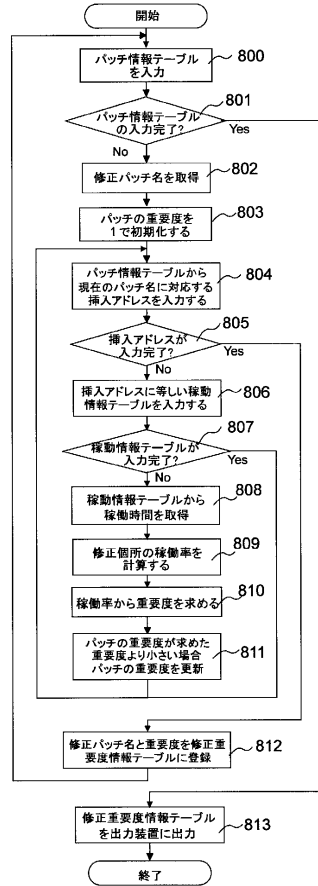 開始
パッチ情報テーブル
を入力
800
801
パッチ情報テーブル
の入力完了?
Yes
No
修正パッチ名を取得
802
パッチの重要度を
1で初期化する
803
パッチ情報テーブルから
現在のパッチ名に対応する
挿入アドレスを入力する
804
805
挿入アドレスが
入力完了?
Yes
No
挿入アドレスに等しい稼動
情報テーブルを入力する
806
807
稼動情報テーブルが
入力完了?
Yes
No
稼動情報テーブルから
稼働時間を取得
808
修正個所の稼働率を
計算する
809
稼働率から重要度を求める
810
パッチの重要度が求めた
重要度より小さい場合
パッチの重要度を更新
811
修正パッチ名と重要度を修正重
要度情報テーブルに登録
812
修正重要度情報テーブル
を出力装置に出力
813
終了